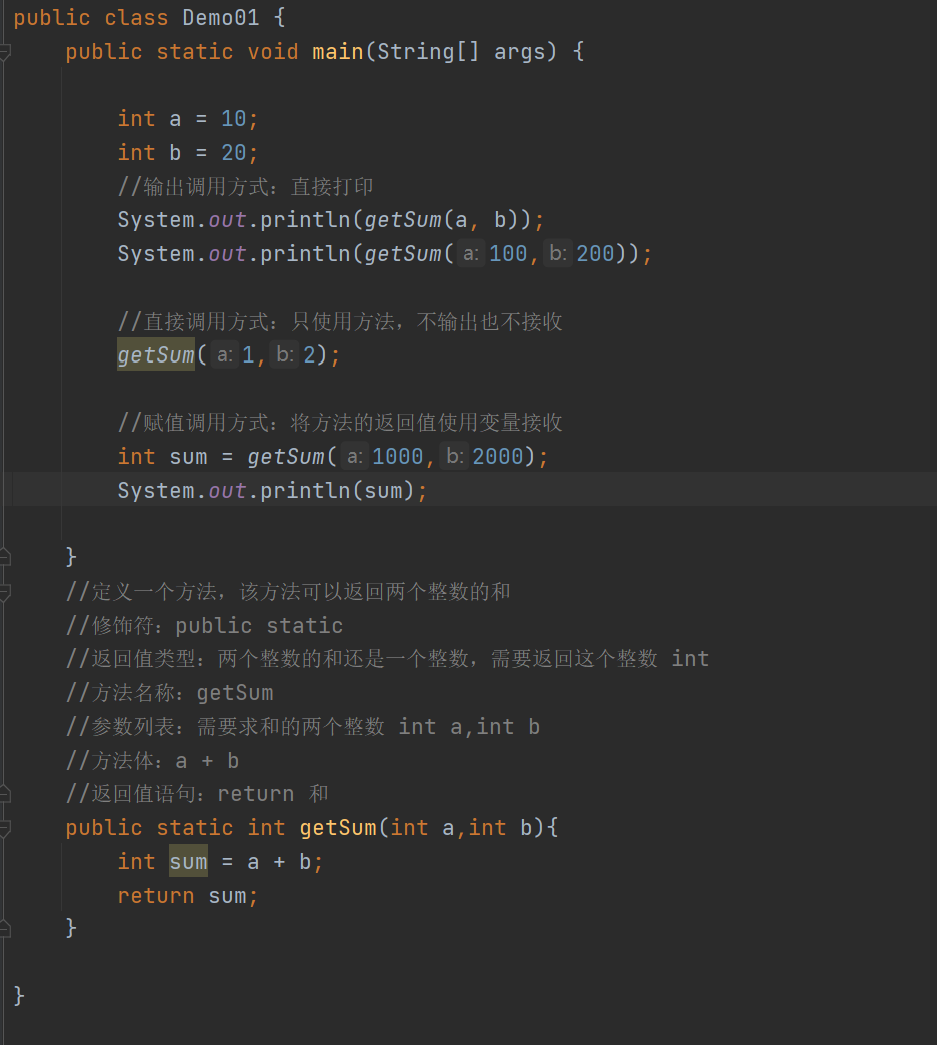 public class Demo01 {
public static void main(String[] args) {
int a = 10;
int b = 20;
//输出调用方式：直接打印
System.out.println(getSum(a, b));
System.out.println(getSum( a: 100, b: 200));
//直接调用方式：只使用方法，不输出也不接收
getSum( a: 1, b: 2);
//赋值调用方式：将方法的返回值使用变量接收
int sum = getSum( a: 1000, b: 2000);
System.out.println(sum);
}
//定义一个方法，该方法可以返回两个整数的和
//修饰符：public static
//返回值类型：两个整数的和还是一个整数，需要返回这个整数 int
//方法名称：getSum
//参数列表：需要求和的两个整数 int a,int b
//方法体：a + b
//返回值语句：return 和
public static int getSum(int a,int b){
int sum = a + b;
return sum;
}
}